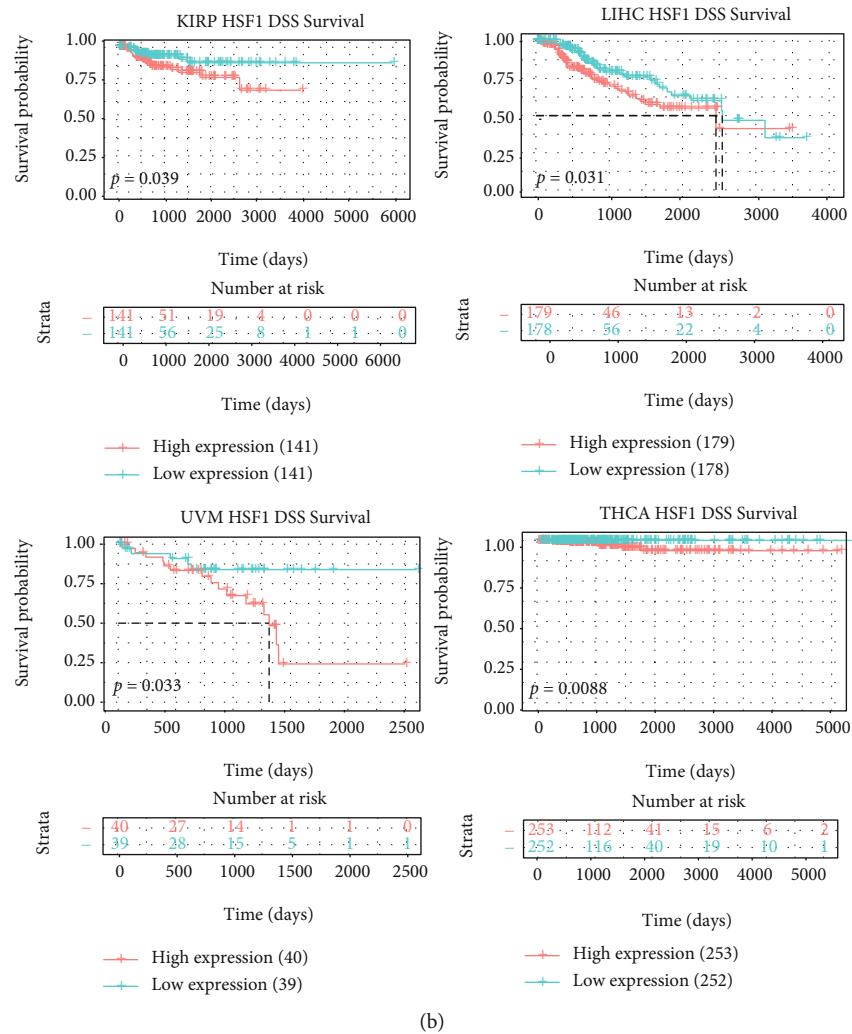 KIRP HSF1 DSS Survival
Survival probability
1.00
0.75
0.50
0.25
0.00
p = 0.039
0 1000 2000 3000 4000 5000 6000
Time (days)
Number at risk
Strata
141 51 19 4 0 0 0
141 56 25 8 1 1 0
0 1000 2000 3000 4000 5000 6000
Time (days)
High expression (141)
Low expression (141)
LIHC HSF1 DSS Survival
Survival probability
1.00
0.75
0.50
0.25
0.00
p = 0.031
0 1000 2000 3000 4000
Time (days)
Number at risk
Strata
179 46 13 2 0
178 56 22 4 0
0 1000 2000 3000 4000
Time (days)
High expression (179)
Low expression (178)
UVM HSF1 DSS Survival
Survival probability
1.00
0.75
0.50
0.25
0.00
p = 0.033
0 500 1000 1500 2000 2500
Time (days)
Number at risk
Strata
40 27 14 1 1 0
39 28 15 5 1 1
0 500 1000 1500 2000 2500
Time (days)
High expression (40)
Low expression (39)
THCA HSF1 DSS Survival
Survival probability
1.00
0.75
0.50
0.25
0.00
p = 0.0088
0 1000 2000 3000 4000 5000
Time (days)
Number at risk
Strata
253 112 41 15 6 2
252 116 40 19 10 1
0 1000 2000 3000 4000 5000
Time (days)
High expression (253)
Low expression (252)
(b)